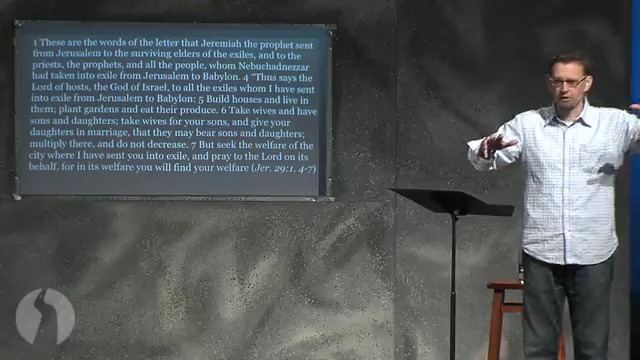 1 These are the words of the letter that Jeremiah the prophet sent
from Jerusalem to the surviving elders of the exiles, and to the
priests, the prophets, and all the people, whom Nebuchadnezzar
had taken into exile from Jerusalem to Babylon. 4 “Thus says the
Lord of hosts, the God of Israel, to all the exiles whom I have sent
into exile from Jerusalem to Babylon: 5 Build houses and live in
them; plant gardens and eat their produce. 6 Take wives and have
sons and daughters; take wives for your sons, and give your
daughters in marriage, that they may bear sons and daughters;
multiply there, and do not decrease. 7 But seek the welfare of the
city where I have sent you into exile, and pray to the Lord on its
behalf, for in its welfare you will find your welfare (Jer. 29:1, 4-7)